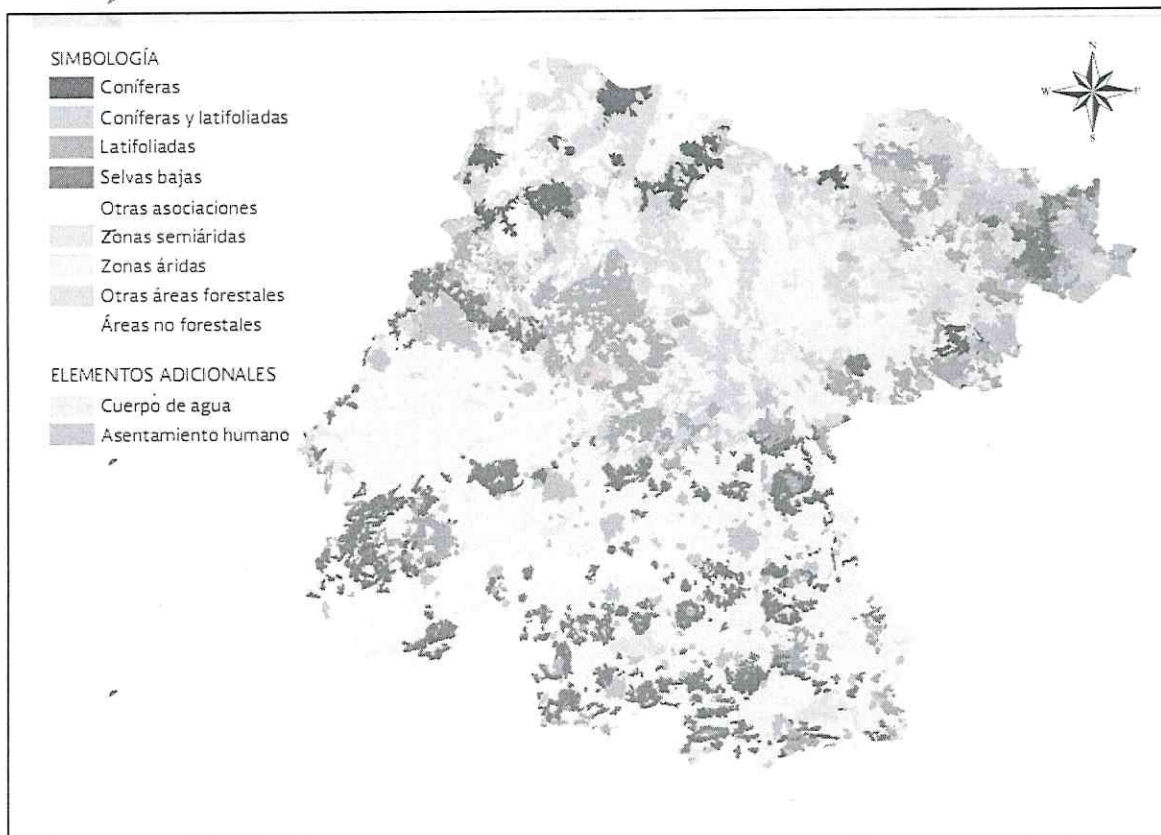 SIMBOLOGÍA
Coníferas
Coníferas y latifoliadas
Latifoliadas
Selvas bajas
Otras asociaciones
Zonas semiáridas
Zonas áridas
Otras áreas forestales
Áreas no forestales
ELEMENTOS ADICIONALES
Cuerpo de agua
Asentamiento humano
N
W
E
S